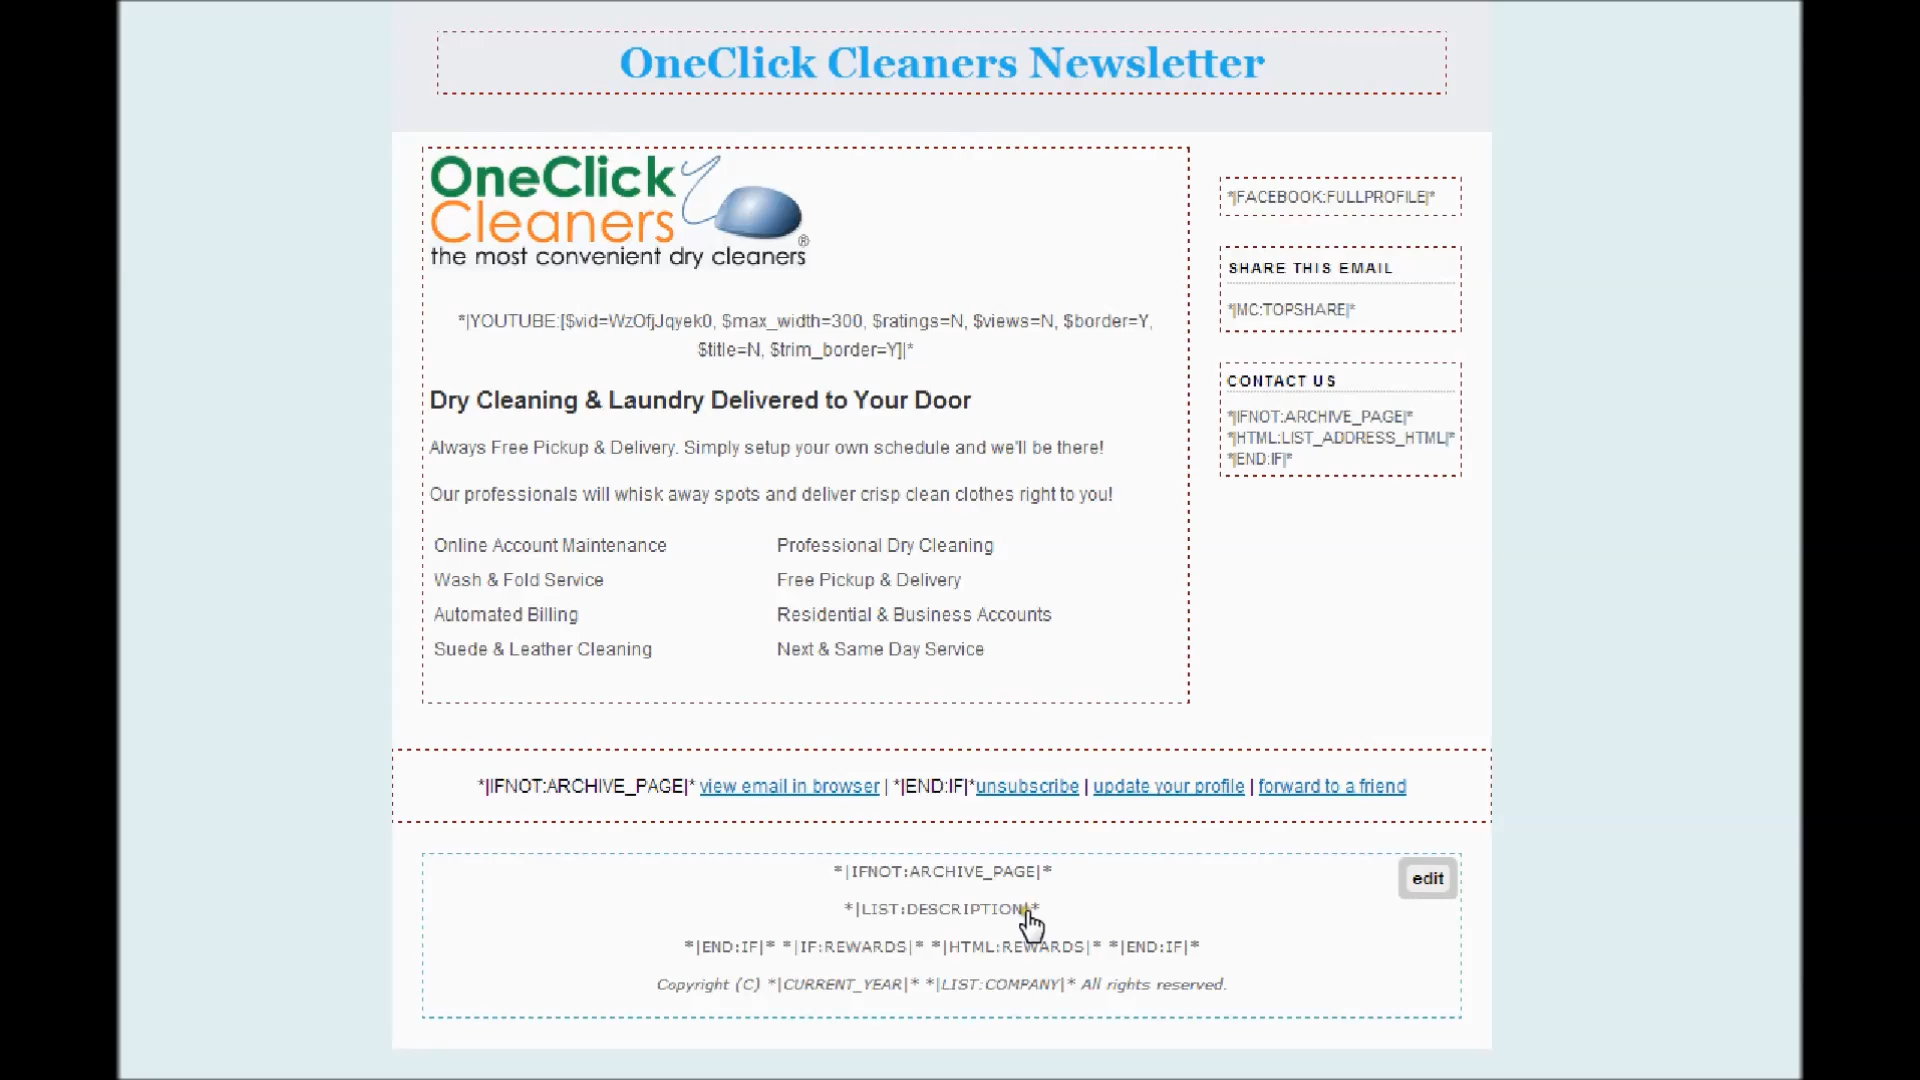 OneClick Cleaners Newsletter
OneClick
Cleaners
®
the most convenient dry cleaners
*|YOUTUBE:[$vid=WzOfjJqyek0, $max_width=300, $ratings=N, $views=N, $border=Y,
$title=N, $trim_border=Y]|*
Dry Cleaning & Laundry Delivered to Your Door
Always Free Pickup & Delivery. Simply setup your own schedule and we'll be there!
Our professionals will whisk away spots and deliver crisp clean clothes right to you!
Online Account Maintenance Professional Dry Cleaning
Wash & Fold Service Free Pickup & Delivery
Automated Billing Residential & Business Accounts
Suede & Leather Cleaning Next & Same Day Service
*|FACEBOOK:FULLPROFILE|*
SHARE THIS EMAIL
*|MC:TOPSHARE|*
CONTACT US
*|IFNOT:ARCHIVE_PAGE|*
*|HTML:LIST_ADDRESS_HTML|*
*|END:IF|*
*|IFNOT:ARCHIVE_PAGE|* view email in browser | *|END:IF|*unsubscribe | update your profile | forward to a friend
edit
*|IFNOT:ARCHIVE_PAGE|*
*|LIST:DESCRIPTION|*
*|END:IF|* *|IF:REWARDS|* *|HTML:REWARDS|* *|END:IF|*
Copyright (C) *|CURRENT_YEAR|* *|LIST:COMPANY|* All rights reserved.